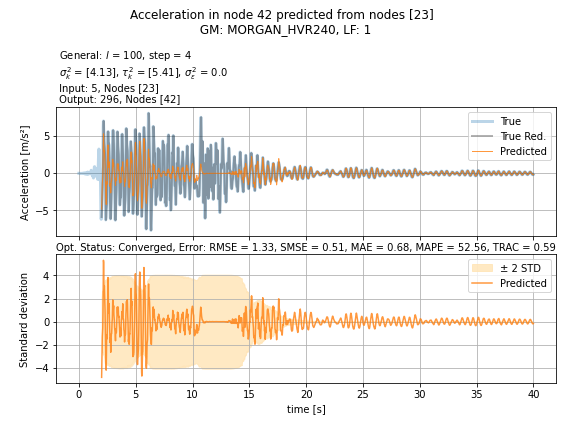 Acceleration in node 42 predicted from nodes [23]
GM: MORGAN_HVR240, LF: 1
General: l = 100, step = 4
σ²ₖ = [4.13], τ²ₖ = [5.41], σ²ε = 0.0
Input: 5, Nodes [23]
Output: 296, Nodes [42]
Acceleration [m/s²]
5
0
−5
True
True Red.
Predicted
Opt. Status: Converged, Error: RMSE = 1.33, SMSE = 0.51, MAE = 0.68, MAPE = 52.56, TRAC = 0.59
Standard deviation
4
2
0
−2
−4
± 2 STD
Predicted
0 5 10 15 20 25 30 35 40
time [s]